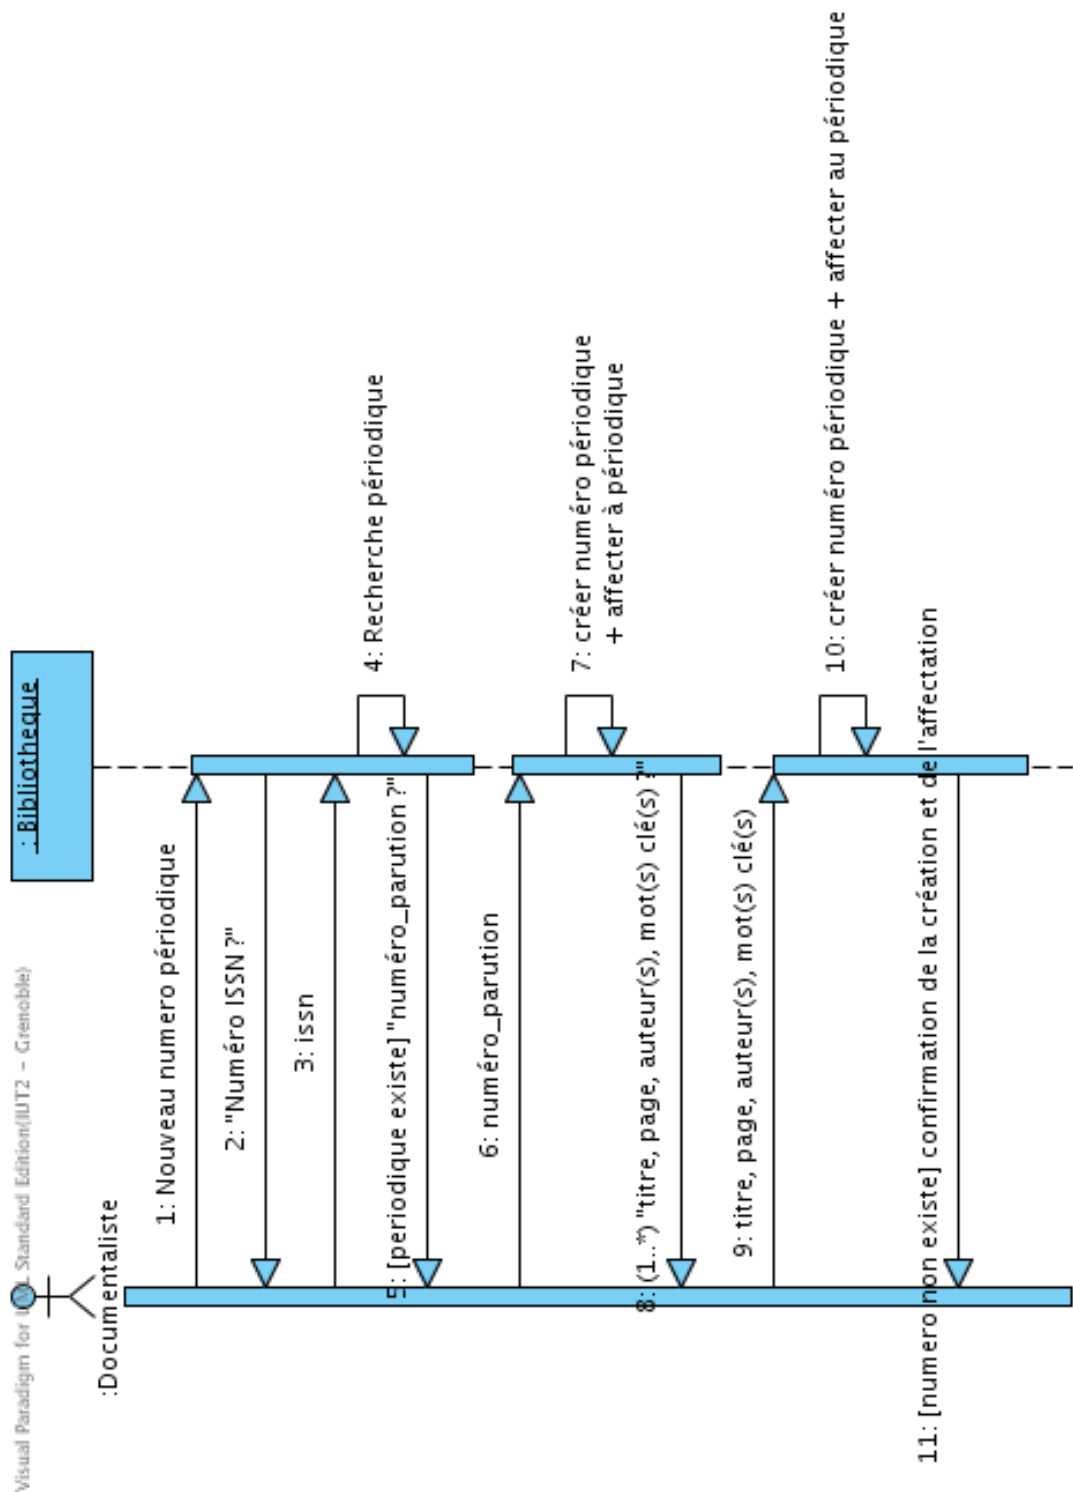 Visual Paradigm for UML Standard Edition(IUT2 - Grenoble)
:Documentaliste
: Bibliotheque
1: Nouveau numero périodique
2: "Numéro ISSN ?"
3: issn
4: Recherche périodique
5: [periodique existe] "numéro_parution ?"
6: numéro_parution
7: créer numéro périodique
+ affecter à périodique
8: (1..*) "titre, page, auteur(s), mot(s) clé(s) ?"
9: titre, page, auteur(s), mot(s) clé(s)
10: créer numéro périodique + affecter au périodique
11: [numero non existe] confirmation de la création et de l'affectation